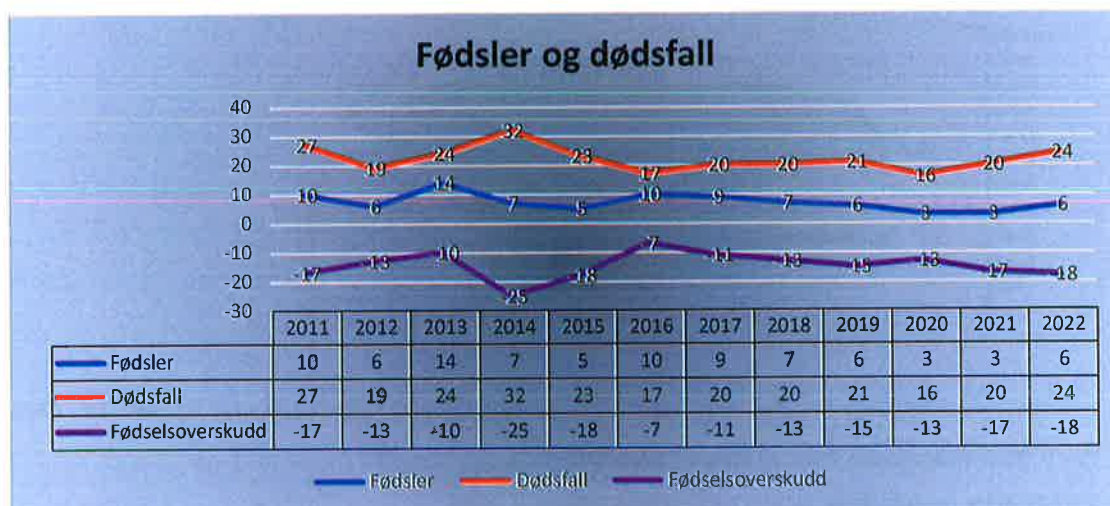 Fødsler og dødsfall
40
30
20
10
0
-10
-20
-30
27 19 24 32 23 17 20 20 21 16 20 24
10 6 14 7 5 10 9 7 6 3 3 6
-17 -13 -10 -25 -18 -7 -11 -13 -15 -13 -17 -18
2011 2012 2013 2014 2015 2016 2017 2018 2019 2020 2021 2022
Fødsler 10 6 14 7 5 10 9 7 6 3 3 6
Dødsfall 27 19 24 32 23 17 20 20 21 16 20 24
Fødselsoverskudd -17 -13 -10 -25 -18 -7 -11 -13 -15 -13 -17 -18
Fødsler Dødsfall Fødselsoverskudd